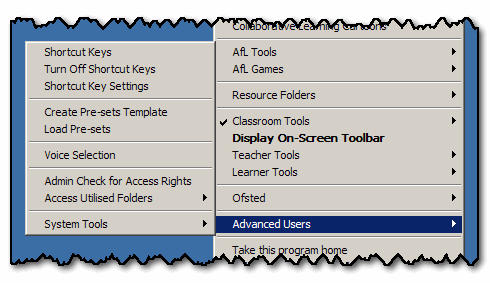 Collaborative Learning Cartoons
AfL Tools
AfL Games
Resource Folders
Classroom Tools
Display On-Screen Toolbar
Teacher Tools
Learner Tools
Ofsted
Advanced Users
Take this program home
Shortcut Keys
Turn Off Shortcut Keys
Shortcut Key Settings
Create Pre-sets Template
Load Pre-sets
Voice Selection
Admin Check for Access Rights
Access Utilised Folders
System Tools